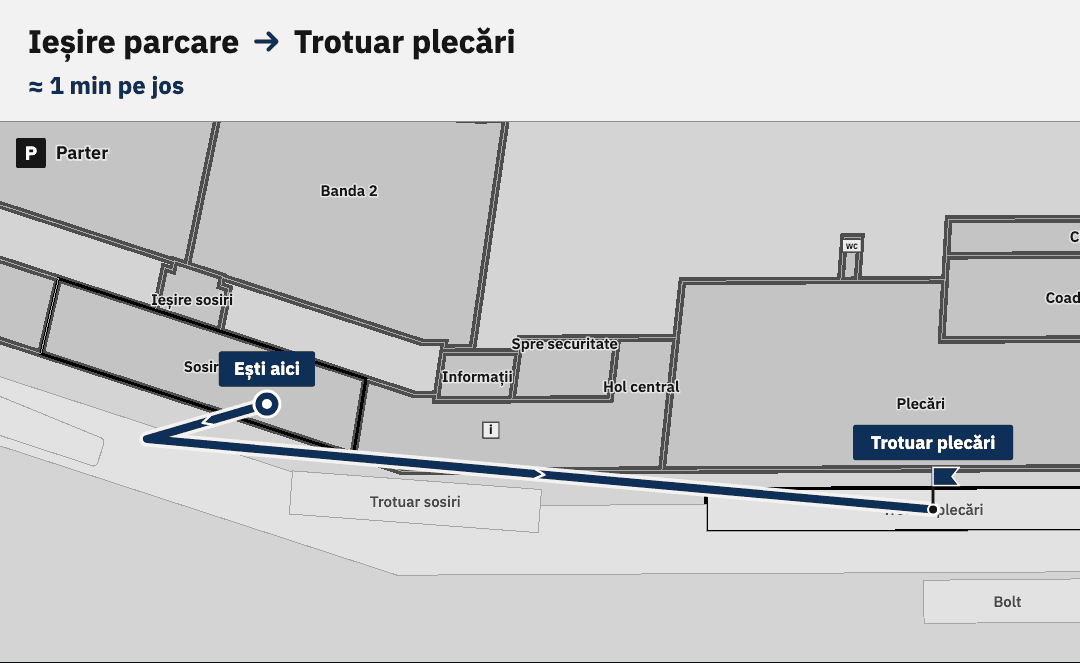 Ieșire parcare → Trotuar plecări
≈ 1 min pe jos
P Parter
Banda 2
C
wc
Coad
Ieșire sosiri
Spre securitate
Sosir
Ești aici
Informații
Hol central
Plecări
i
Trotuar plecări
Trotuar sosiri
plecări
Bolt